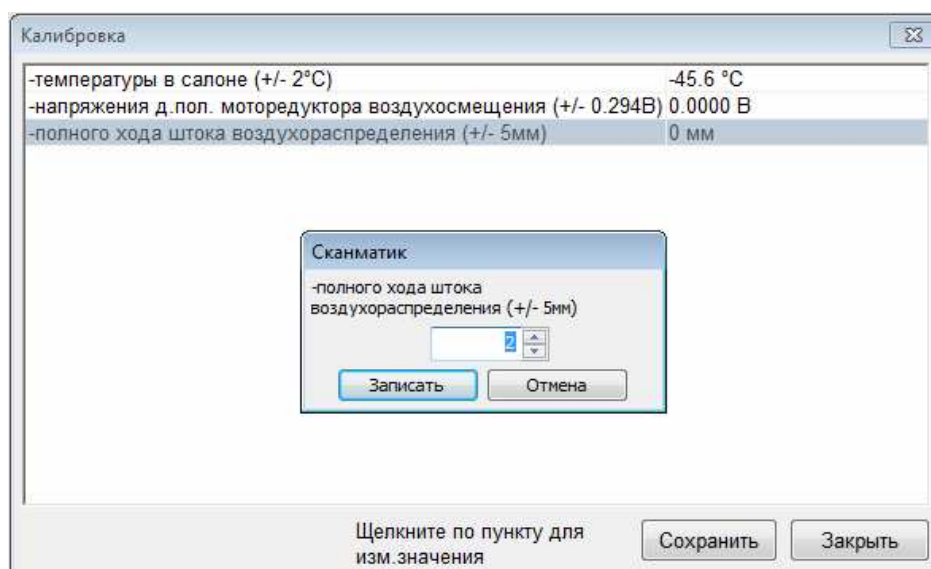 Калибровка
-температуры в салоне (+/- 2°C) -45.6 °C
-напряжения д.пол. моторедуктора воздухосмещения (+/- 0.294В) 0.0000 В
-полного хода штока воздухораспределения (+/- 5мм) 0 мм
Сканматик
-полного хода штока
воздухораспределения (+/- 5мм)
2
Записать Отмена
Щелкните по пункту для
изм.значения
Сохранить Закрыть